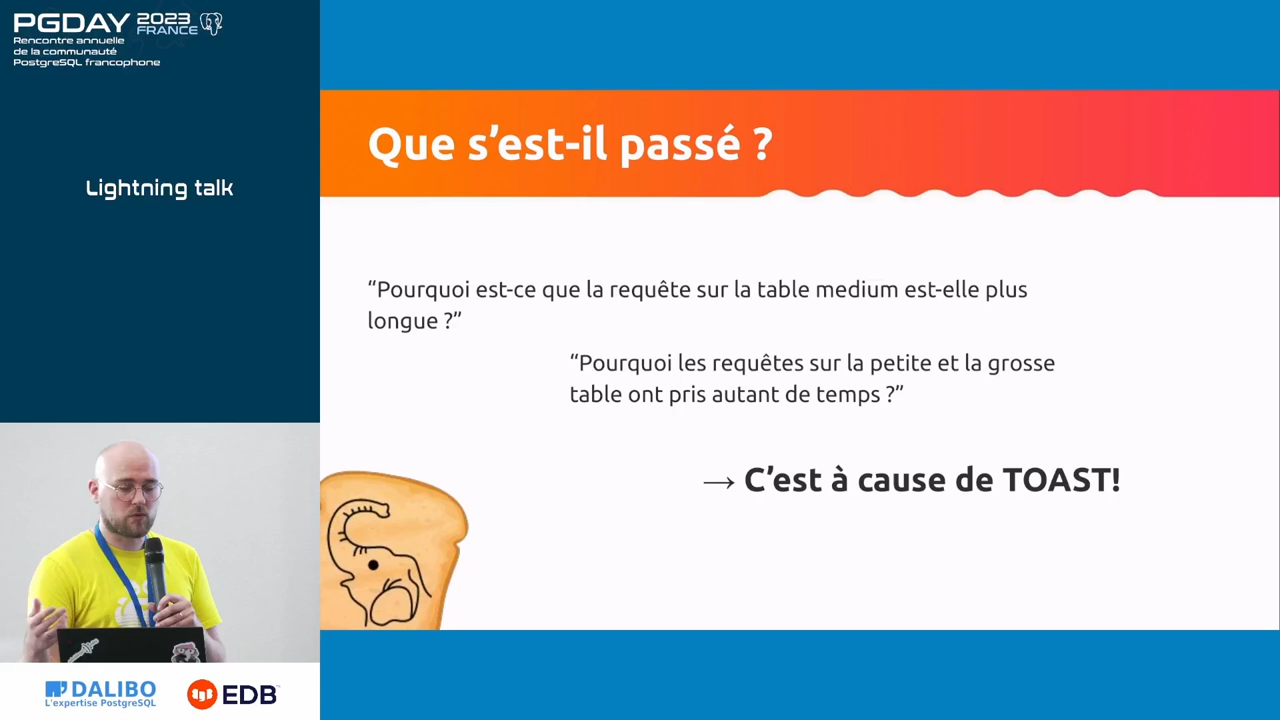 PGDAY 2023 FRANCE
Rencontre annuelle
de la communauté
PostgreSQL francophone
Lightning talk
Que s’est-il passé ?
“Pourquoi est-ce que la requête sur la table medium est-elle plus
longue ?”
“Pourquoi les requêtes sur la petite et la grosse
table ont pris autant de temps ?”
→ C’est à cause de TOAST!
DALIBO
L'expertise PostgreSQL
EDB